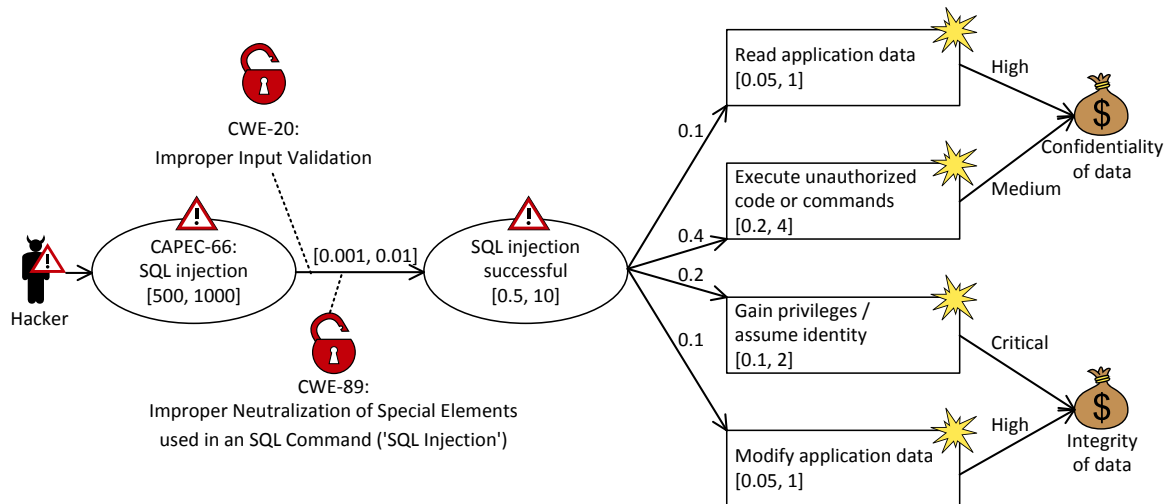 Hacker
CAPEC-66:
SQL injection
[500, 1000]
CWE-20:
Improper Input Validation
[0.001, 0.01]
CWE-89:
Improper Neutralization of Special Elements
used in an SQL Command ('SQL Injection')
SQL injection
successful
[0.5, 10]
0.1
0.4
0.2
0.1
Read application data
[0.05, 1]
High
Execute unauthorized
code or commands
[0.2, 4]
Medium
$
Confidentiality
of data
Gain privileges /
assume identity
[0.1, 2]
Critical
Modify application data
[0.05, 1]
High
$
Integrity
of data